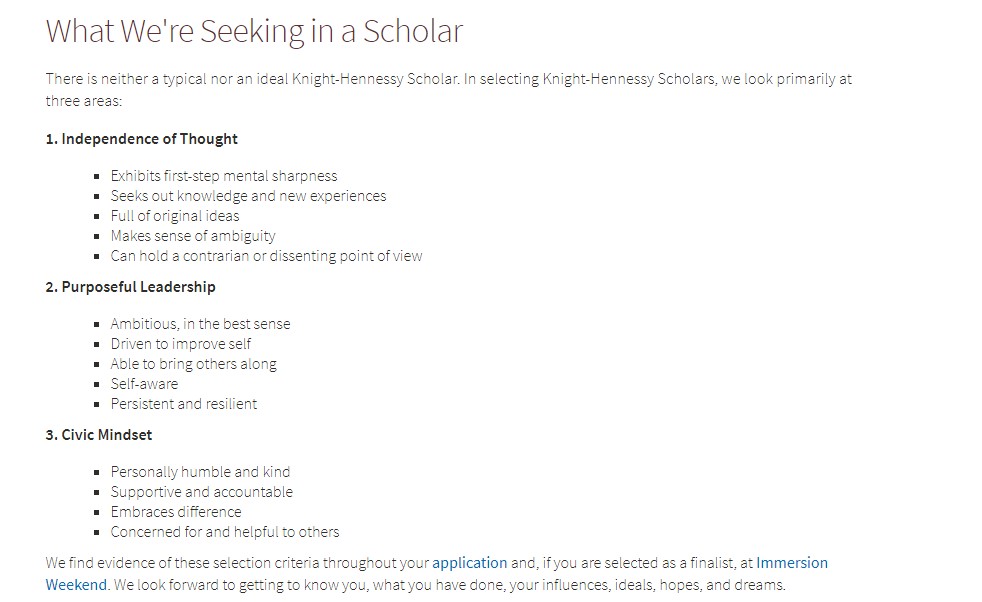 What We're Seeking in a Scholar
There is neither a typical nor an ideal Knight-Hennessy Scholar. In selecting Knight-Hennessy Scholars, we look primarily at
three areas:
1. Independence of Thought
▪ Exhibits first-step mental sharpness
▪ Seeks out knowledge and new experiences
▪ Full of original ideas
▪ Makes sense of ambiguity
▪ Can hold a contrarian or dissenting point of view
2. Purposeful Leadership
▪ Ambitious, in the best sense
▪ Driven to improve self
▪ Able to bring others along
▪ Self-aware
▪ Persistent and resilient
3. Civic Mindset
▪ Personally humble and kind
▪ Supportive and accountable
▪ Embraces difference
▪ Concerned for and helpful to others
We find evidence of these selection criteria throughout your application and, if you are selected as a finalist, at Immersion
Weekend. We look forward to getting to know you, what you have done, your influences, ideals, hopes, and dreams.